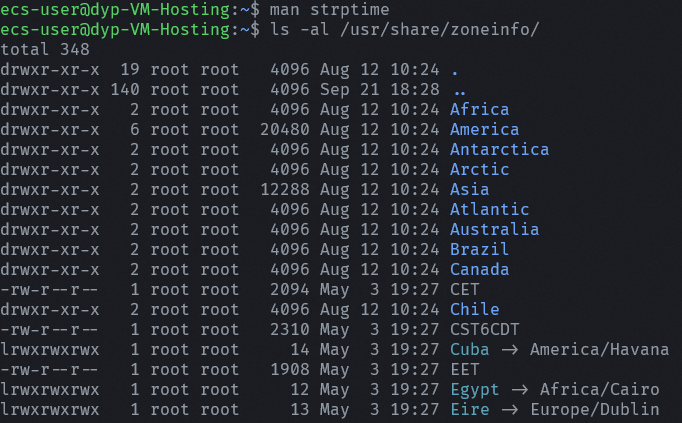 ecs-user@dyp-VM-Hosting:~$ man strptime
ecs-user@dyp-VM-Hosting:~$ ls -al /usr/share/zoneinfo/
total 348
drwxr-xr-x  19 root root   4096 Aug 12 10:24 .
drwxr-xr-x 140 root root   4096 Sep 21 18:28 ..
drwxr-xr-x   2 root root   4096 Aug 12 10:24 Africa
drwxr-xr-x   6 root root  20480 Aug 12 10:24 America
drwxr-xr-x   2 root root   4096 Aug 12 10:24 Antarctica
drwxr-xr-x   2 root root   4096 Aug 12 10:24 Arctic
drwxr-xr-x   2 root root  12288 Aug 12 10:24 Asia
drwxr-xr-x   2 root root   4096 Aug 12 10:24 Atlantic
drwxr-xr-x   2 root root   4096 Aug 12 10:24 Australia
drwxr-xr-x   2 root root   4096 Aug 12 10:24 Brazil
drwxr-xr-x   2 root root   4096 Aug 12 10:24 Canada
-rw-r--r--   1 root root   2094 May  3 19:27 CET
drwxr-xr-x   2 root root   4096 Aug 12 10:24 Chile
-rw-r--r--   1 root root   2310 May  3 19:27 CST6CDT
lrwxrwxrwx   1 root root     14 May  3 19:27 Cuba -> America/Havana
-rw-r--r--   1 root root   1908 May  3 19:27 EET
lrwxrwxrwx   1 root root     12 May  3 19:27 Egypt -> Africa/Cairo
lrwxrwxrwx   1 root root     13 May  3 19:27 Eire -> Europe/Dublin